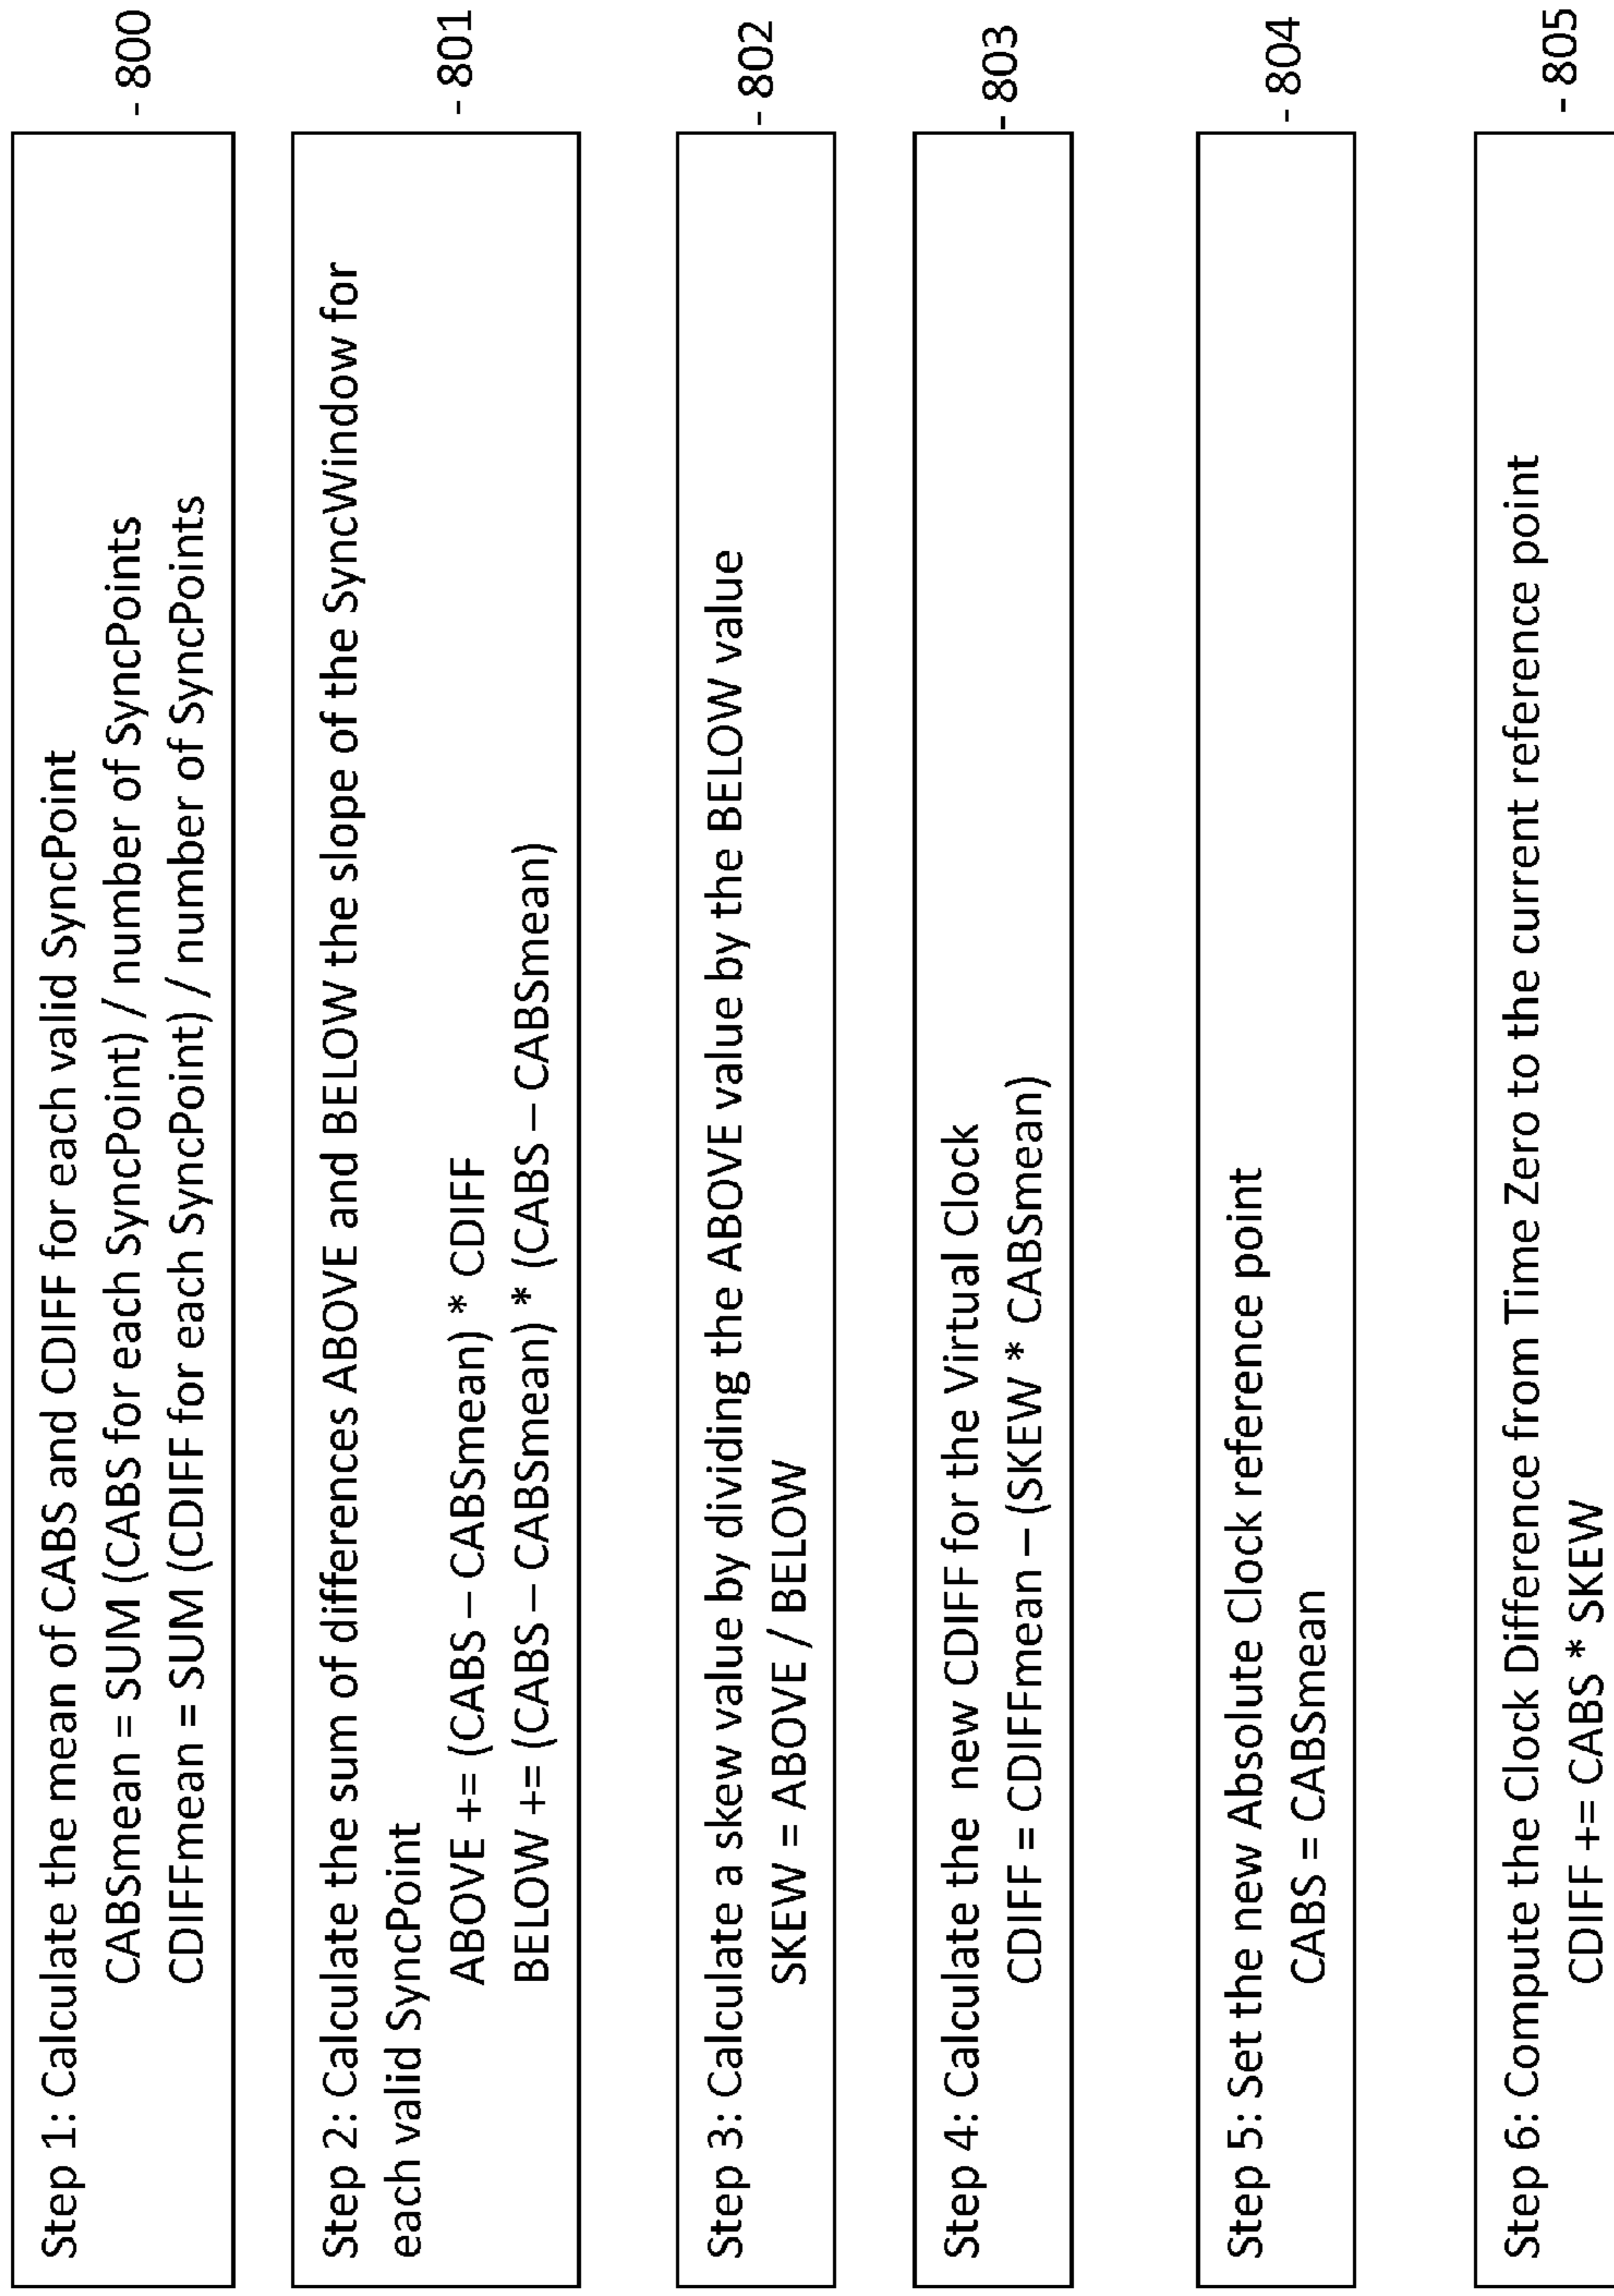 Step 1: Calculate the mean of CABS and CDIFF for each valid SyncPoint
CABSmean = SUM (CABS for each SyncPoint) / number of SyncPoints
CDIFFmean = SUM (CDIFF for each SyncPoint) / number of SyncPoints
- 800
Step 2: Calculate the sum of differences ABOVE and BELOW the slope of the SyncWindow for
each valid SyncPoint
ABOVE += (CABS – CABSmean) * CDIFF
BELOW += (CABS – CABSmean) * (CABS – CABSmean)
- 801
Step 3: Calculate a skew value by dividing the ABOVE value by the BELOW value
SKEW = ABOVE / BELOW
- 802
Step 4: Calculate the new CDIFF for the Virtual Clock
CDIFF = CDIFFmean – (SKEW * CABSmean)
- 803
Step 5: Set the new Absolute Clock reference point
CABS = CABSmean
- 804
Step 6: Compute the Clock Difference from Time Zero to the current reference point
CDIFF += CABS * SKEW
- 805